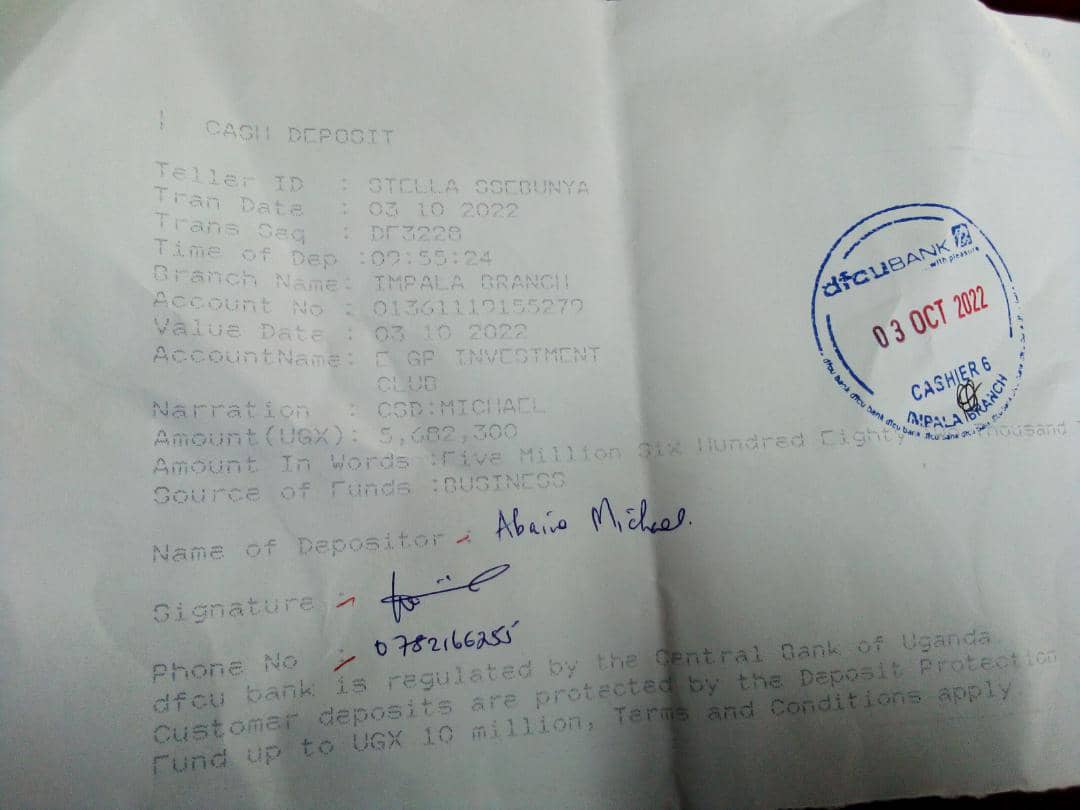 CASH DEPOSIT
Teller ID : STELLA SSEBUNYA
Tran Date : 03 10 2022
Trans Seq : DF3228
Time of Dep :09:55:24
Branch Name: IMPALA BRANCH
Account No : 01361119155279
Value Date : 03 10 2022
AccountName: E GP INVESTMENT
CLUB
Narration : CSD:MICHAEL
Amount(UGX): 5,682,300
Amount In Words :Five Million Six Hundred Eighty Thousand
Source of Funds :BUSINESS
Name of Depositor : Michael.
Signature :
Phone No : 0782166255
dfcu bank is regulated by the Central Bank of Uganda.
Customer deposits are protected by the Deposit Protection
Fund up to UGX 10 million, Terms and Conditions apply.
dfcu BANK
with pleasure
03 OCT 2022
CASHIER 6
IMPALA BRANCH
dfcu bank dfcu bank dfcu bank dfcu bank